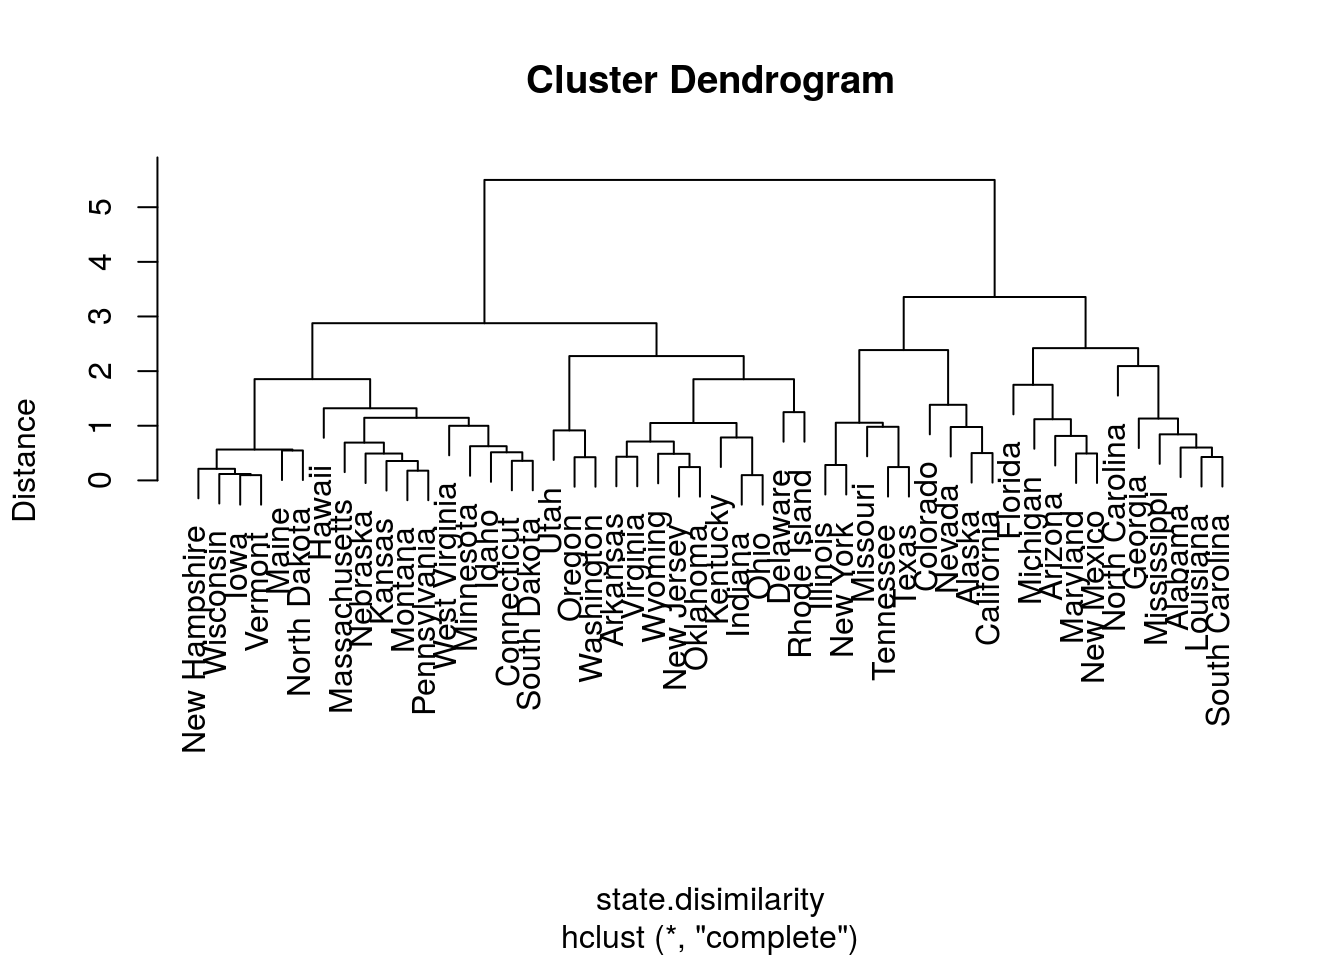 Cluster Dendrogram
Distance
0
1
2
3
4
5
New Hampshire
Wisconsin
Iowa
Vermont
Maine
North Dakota
Hawaii
Massachusetts
Nebraska
Kansas
Montana
Pennsylvania
West Virginia
Minnesota
Idaho
Connecticut
South Dakota
Utah
Oregon
Washington
Arkansas
Virginia
Wyoming
New Jersey
Oklahoma
Kentucky
Indiana
Ohio
Delaware
Rhode Island
Illinois
New York
Missouri
Tennessee
Texas
Colorado
Nevada
Alaska
California
Florida
Michigan
Arizona
Maryland
New Mexico
North Carolina
Georgia
Mississippi
Alabama
Louisiana
South Carolina
state.disimilarity
hclust (*, "complete")